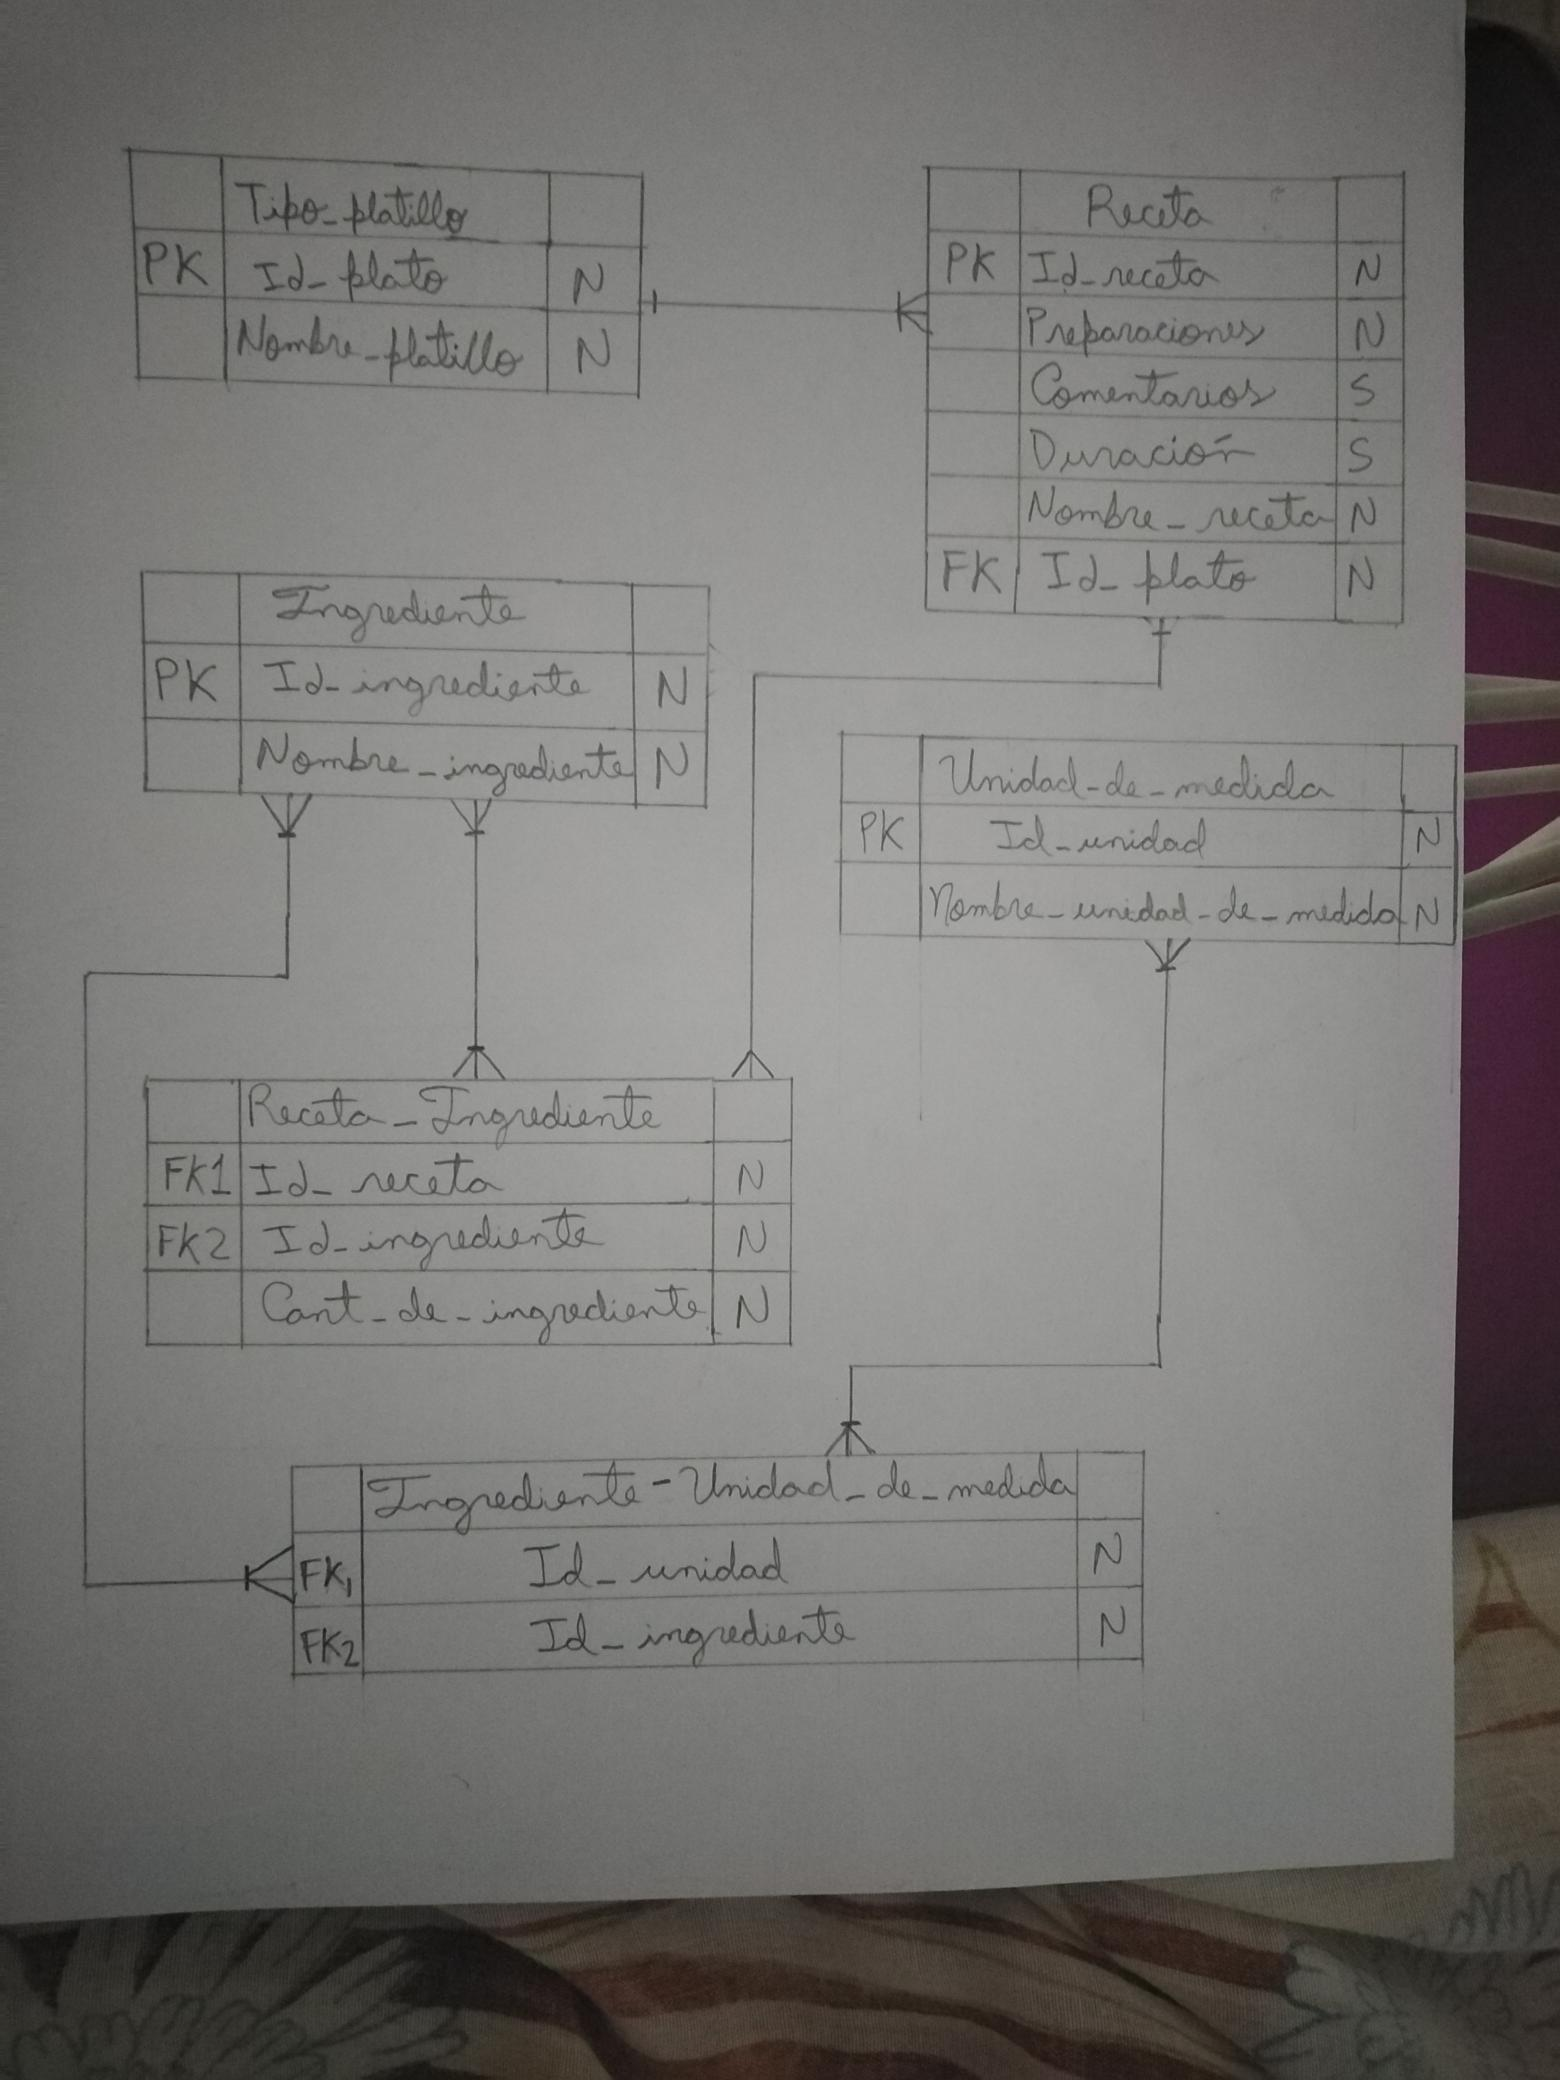 Tipo_platillo
PK Id_plato N
Nombre_platillo N
Receta
PK Id_receta N
Preparaciones N
Comentarios S
Duración S
Nombre_receta N
FK Id_plato N
Ingrediente
PK Id_ingrediente N
Nombre_ingrediente N
Unidad_de_medida
PK Id_unidad N
Nombre_unidad_de_medida N
Receta_Ingrediente
FK1 Id_receta N
FK2 Id_ingrediente N
Cant_de_ingrediente N
Ingrediente-Unidad_de_medida
FK1 Id_unidad N
FK2 Id_ingrediente N